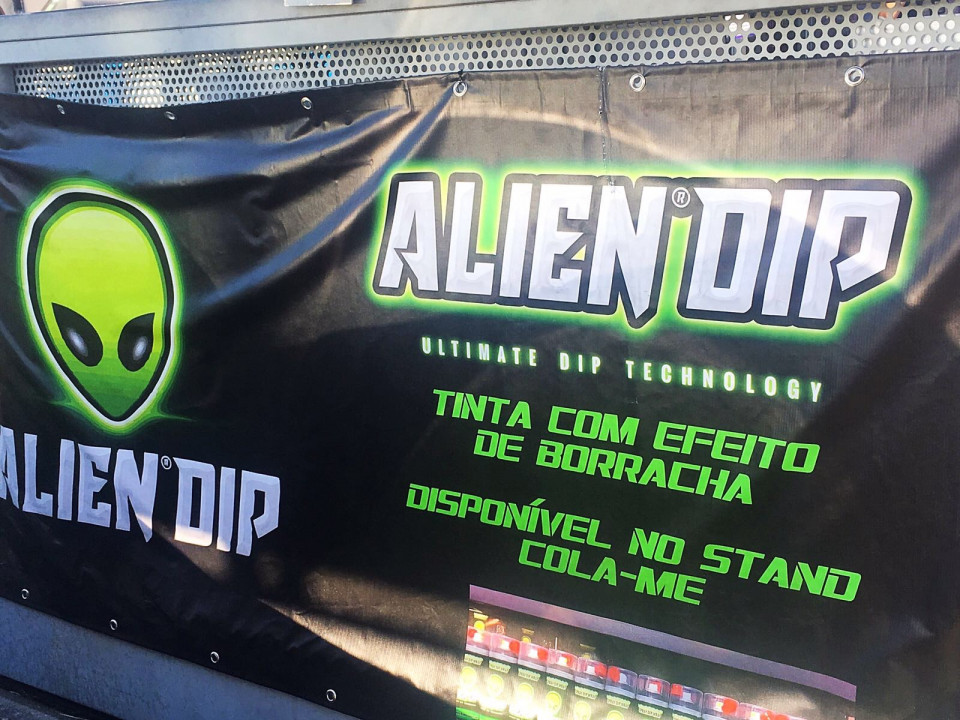 ALIEN® DIP
ALIEN® DIP
ULTIMATE DIP TECHNOLOGY
TINTA COM EFEITO
DE BORRACHA
DISPONÍVEL NO STAND
COLA-ME